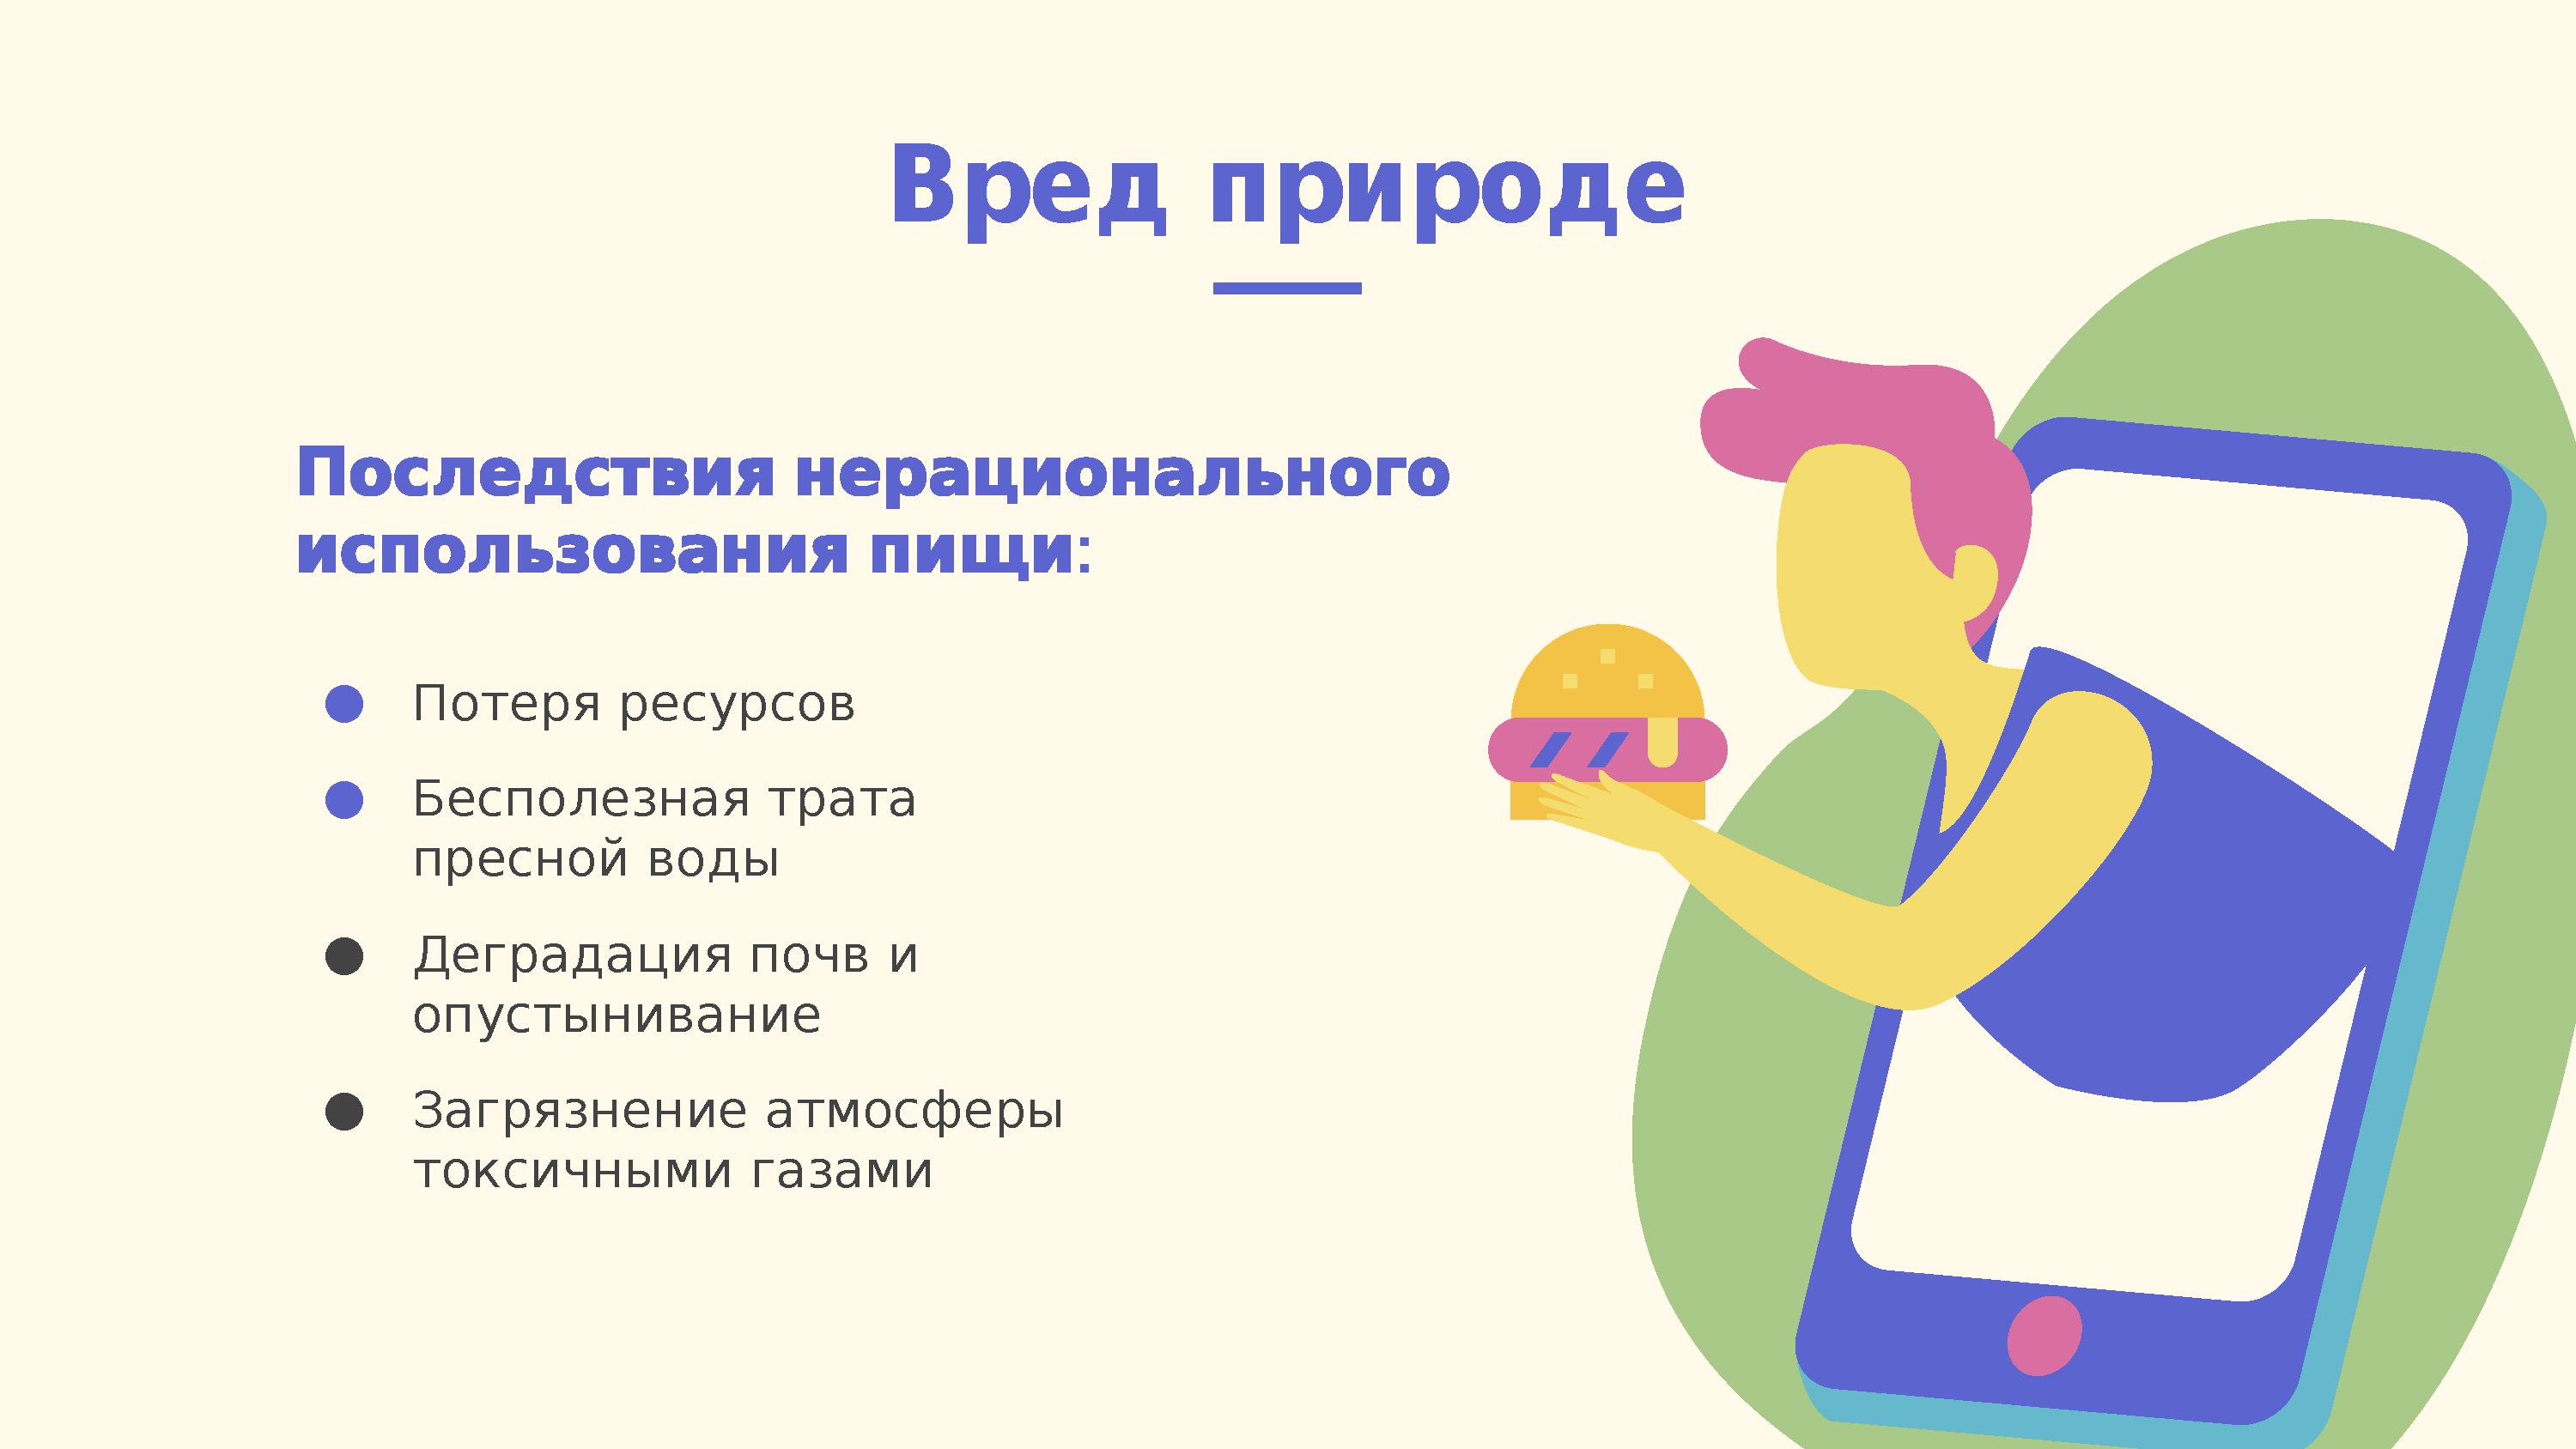 Вред природе
Последствия нерационального
использования пищи:
● Потеря ресурсов
● Бесполезная трата
пресной воды
● Деградация почв и
опустынивание
● Загрязнение атмосферы
токсичными газами